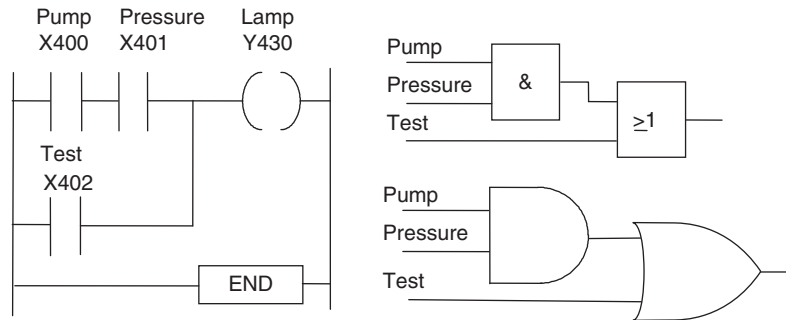 Pump Pressure Lamp
X400 X401 Y430
Test
X402
END
Pump
Pressure
Test
&
≥1
Pump
Pressure
Test